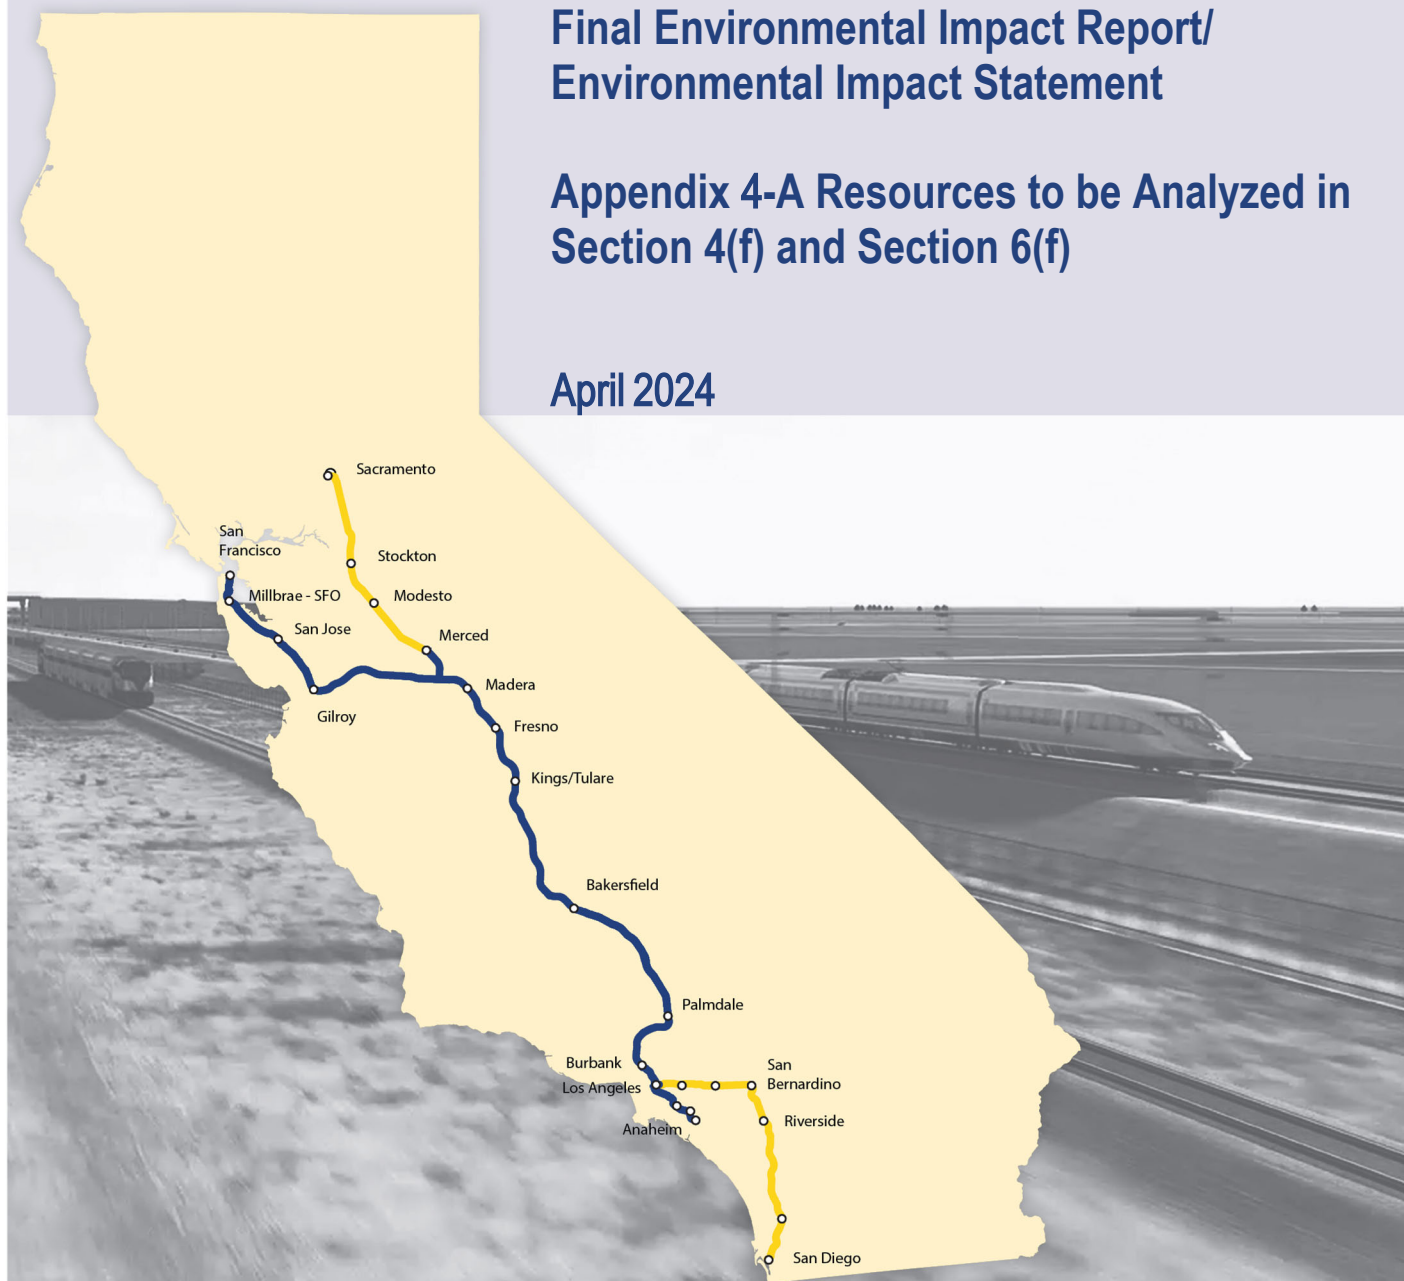 Final Environmental Impact Report/
Environmental Impact Statement
Appendix 4-A Resources to be Analyzed in
Section 4(f) and Section 6(f)
April 2024
Sacramento
San
Francisco
Stockton
Millbrae - SFO
Modesto
San Jose
Merced
Madera
Gilroy
Fresno
Kings/Tulare
Bakersfield
Palmdale
Burbank
San
Bernardino
Los Angeles
Riverside
Anaheim
San Diego